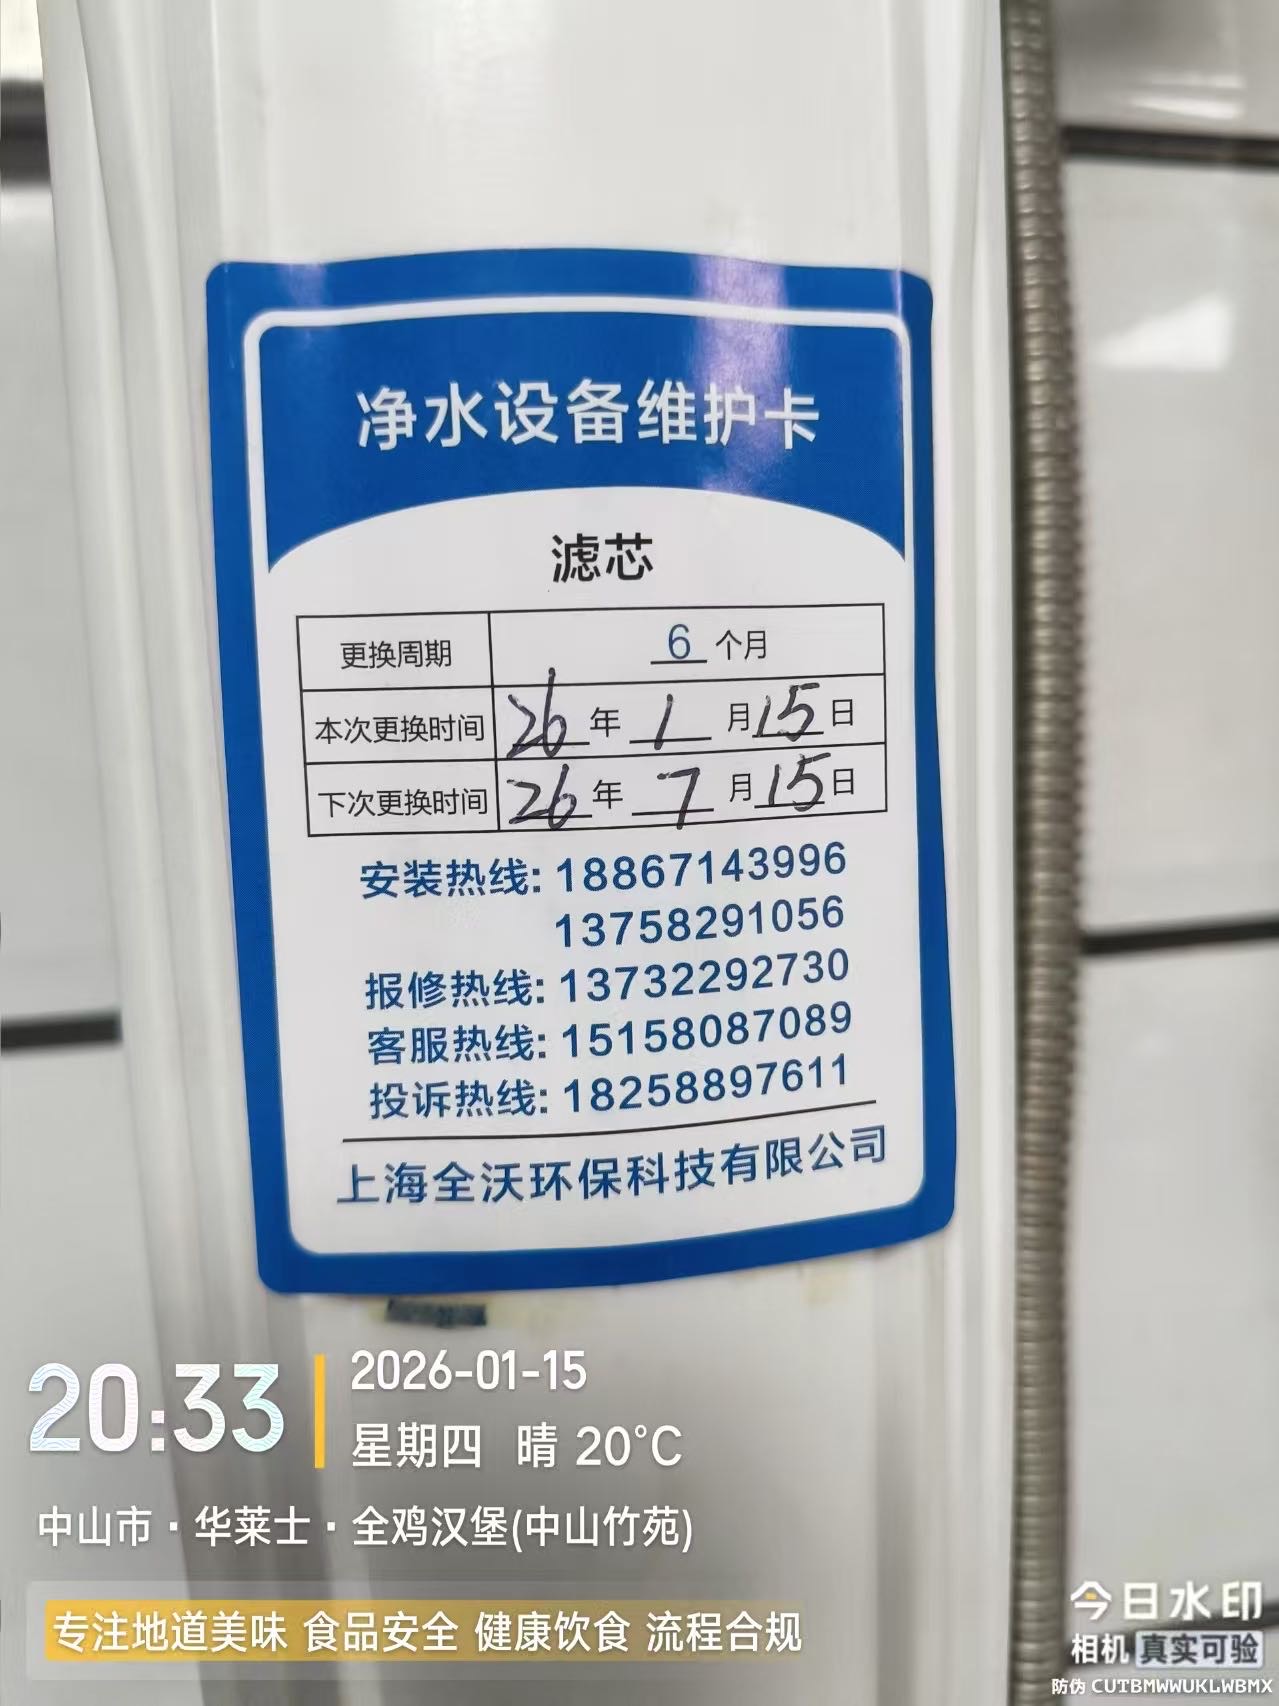 净水设备维护卡
滤芯
更换周期 6 个月
本次更换时间 26 年 1 月 15 日
下次更换时间 26 年 7 月 15 日
安装热线: 18867143996
13758291056
报修热线: 13732292730
客服热线: 15158087089
投诉热线: 18258897611
上海全沃环保科技有限公司
20:33
2026-01-15
星期四 晴 20°C
中山市·华莱士·全鸡汉堡(中山竹苑)
专注地道美味 食品安全 健康饮食 流程合规
今日水印
相机 真实可验
防伪 CUTBMWWUKLWBMX